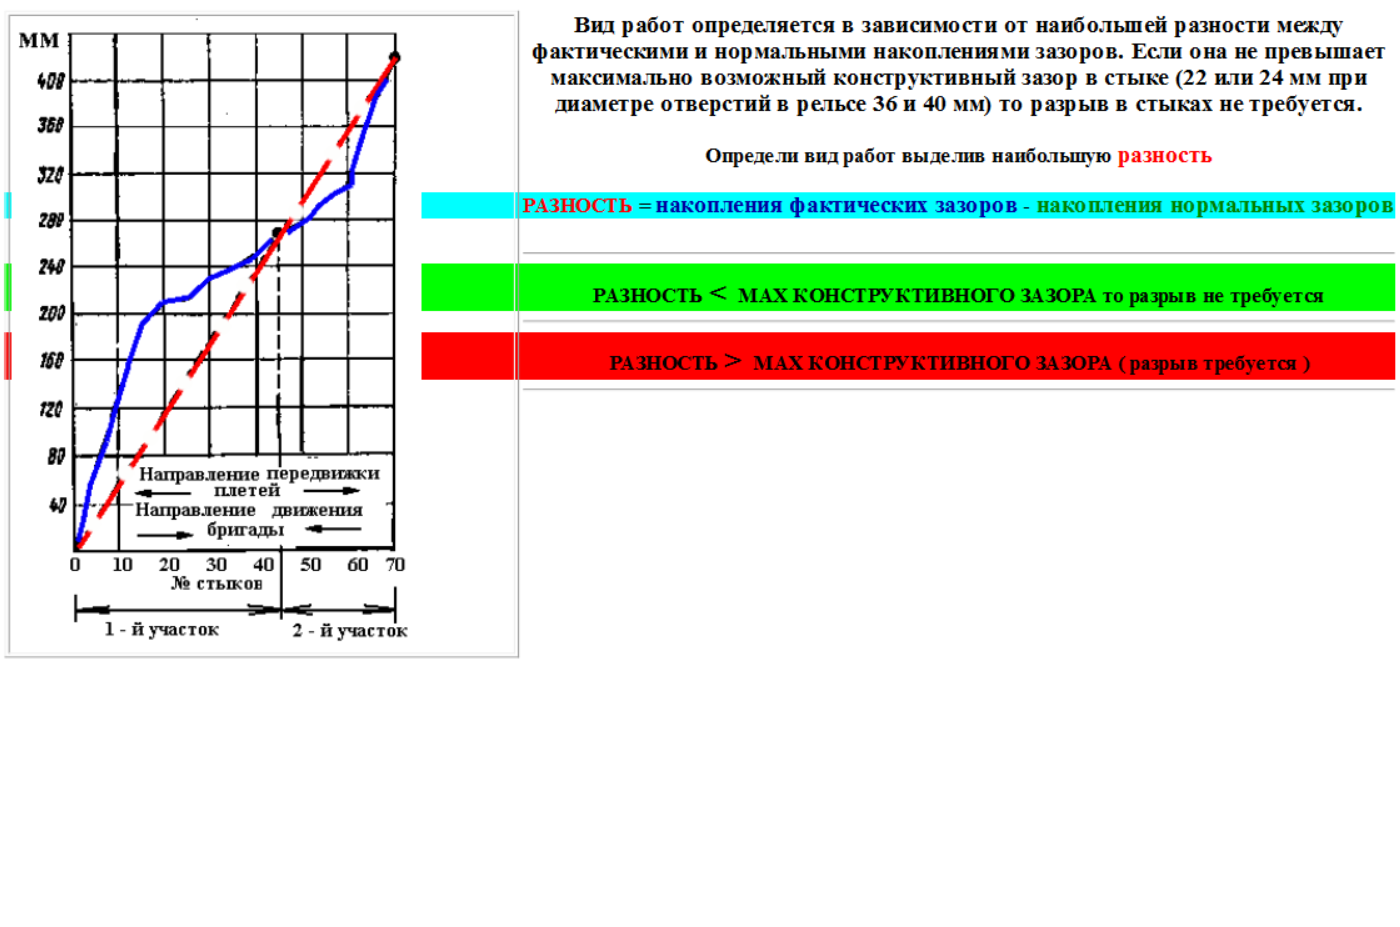 мм
400
360
320
280
240
200
160
120
80
40
Направление передвижки
плетей
Направление движения
бригады
0 10 20 30 40 50 60 70
№ стыков
1 - й участок
2 - й участок
Вид работ определяется в зависимости от наибольшей разности между
фактическими и нормальными накоплениями зазоров. Если она не превышает
максимально возможный конструктивный зазор в стыке (22 или 24 мм при
диаметре отверстий в рельсе 36 и 40 мм) то разрыв в стыках не требуется.
Определи вид работ выделив наибольшую разность
РАЗНОСТЬ = накопления фактических зазоров - накопления нормальных зазоров
РАЗНОСТЬ < МАХ КОНСТРУКТИВНОГО ЗАЗОРА то разрыв не требуется
РАЗНОСТЬ > МАХ КОНСТРУКТИВНОГО ЗАЗОРА ( разрыв требуется )